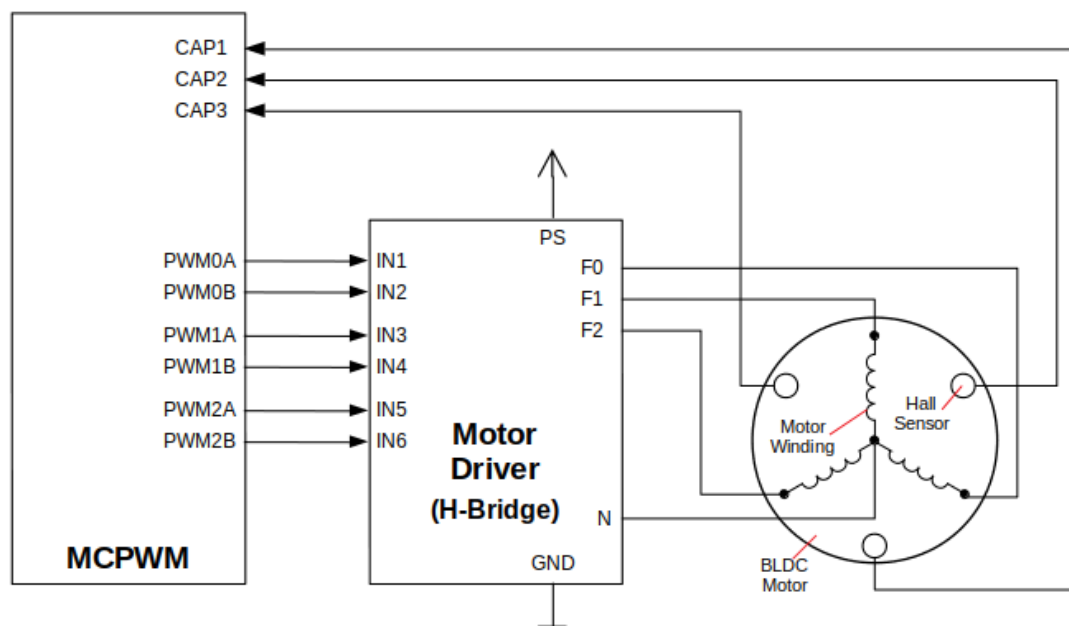 CAP1
CAP2
CAP3
PWM0A
PWM0B
PWM1A
PWM1B
PWM2A
PWM2B
MCPWM
PS
IN1
IN2
IN3
IN4
IN5
IN6
F0
F1
F2
Motor
Driver
(H-Bridge)
N
GND
Motor
Winding
Hall
Sensor
BLDC
Motor